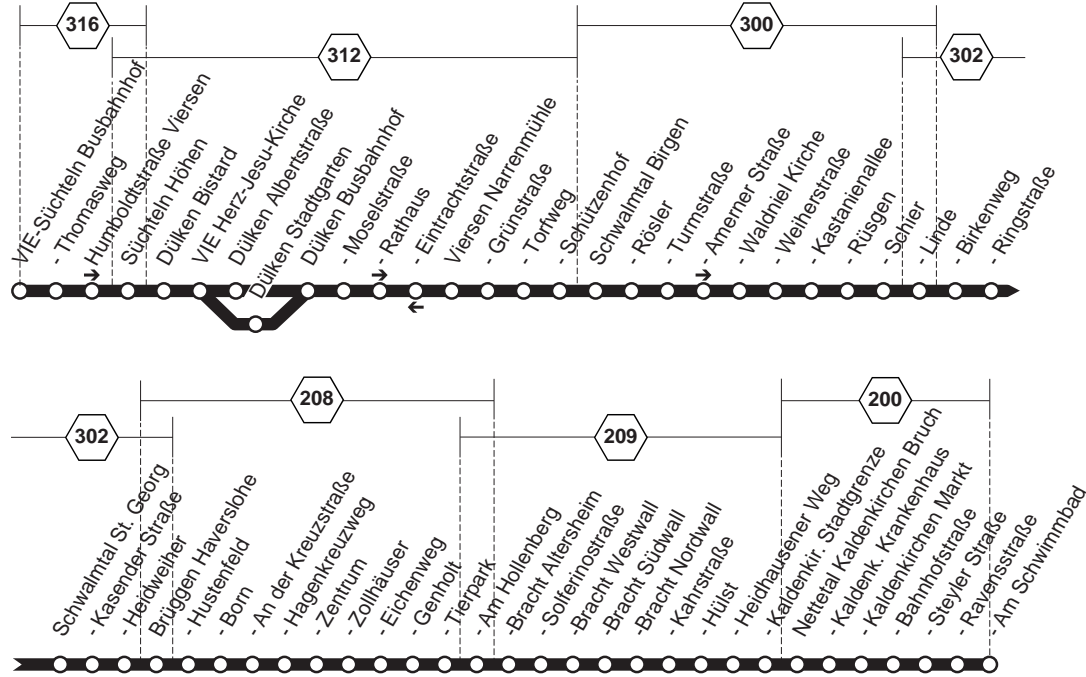 316
312
300
302
VIE-Süchteln Busbahnhof
- Thomasweg
- Humboldtstraße Viersen
Süchteln Höhen
Dülken Bistard
VIE Herz-Jesu-Kirche
Dülken Albertstraße
Dülken Stadtgarten
Dülken Busbahnhof
- Moselstraße
- Rathaus
- Eintrachtstraße
Viersen Narrenmühle
- Grünstraße
- Torfweg
- Schützenhof
Schwalmtal Birgen
- Rösler
- Turmstraße
- Amerner Straße
- Waldniel Kirche
- Weiherstraße
- Kastanienallee
- Rüsgen
- Schier
- Linde
- Birkenweg
- Ringstraße
302
208
209
200
Schwalmtal St. Georg
- Kasender Straße
- Heidweiher
Brüggen Haverslohe
- Hustenfeld
- Born
- An der Kreuzstraße
- Hagenkreuzweg
- Zentrum
- Zollhäuser
- Eichenweg
- Genholt
- Tierpark
- Am Hollenberg
-Bracht Altersheim
- Solferinostraße
-Bracht Westwall
-Bracht Südwall
-Bracht Nordwall
- Kahrstraße
- Hülst
- Heidhausener Weg
- Kaldenkir. Stadtgrenze
Nettetal Kaldenkirchen Bruch
- Kaldenk. Krankenhaus
- Kaldenkirchen Markt
- Bahnhofstraße
- Steyler Straße
- Ravensstraße
- Am Schwimmbad